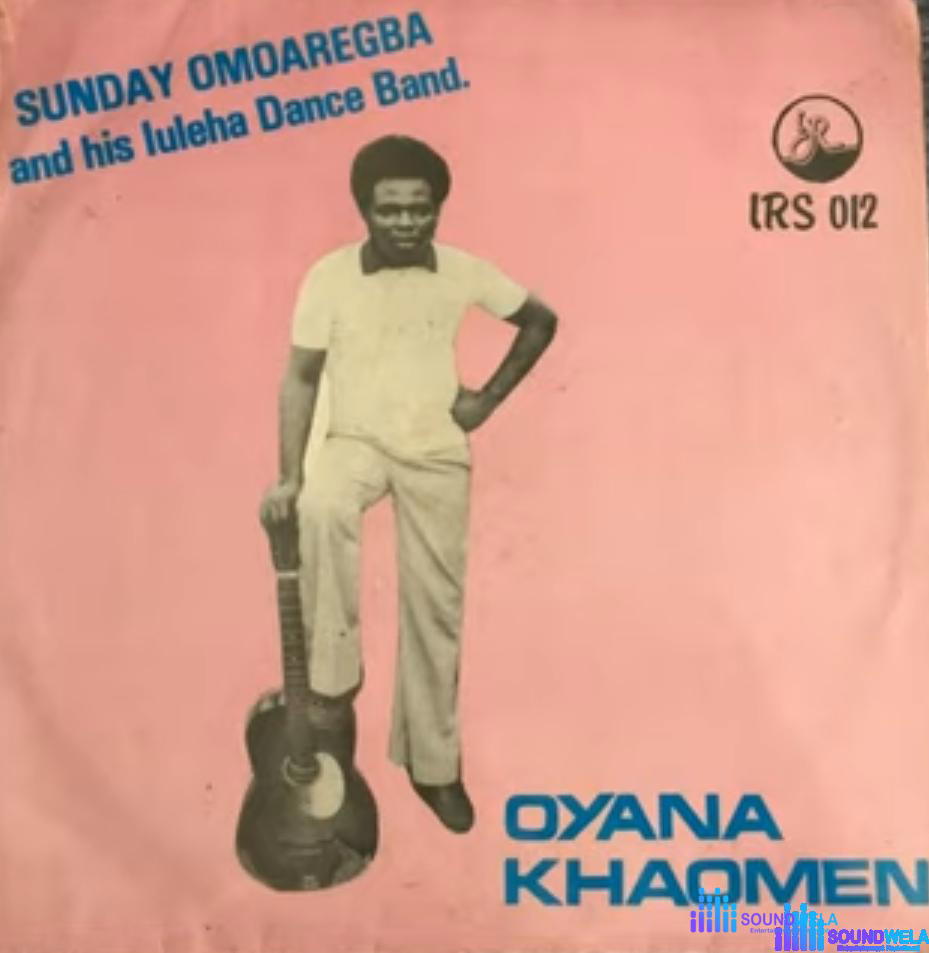 SUNDAY OMOAREGBA
and his Iuleha Dance Band.
IRS 012
OYANA
KHAOMEN
SOUNDWELA
SOUNDWELA